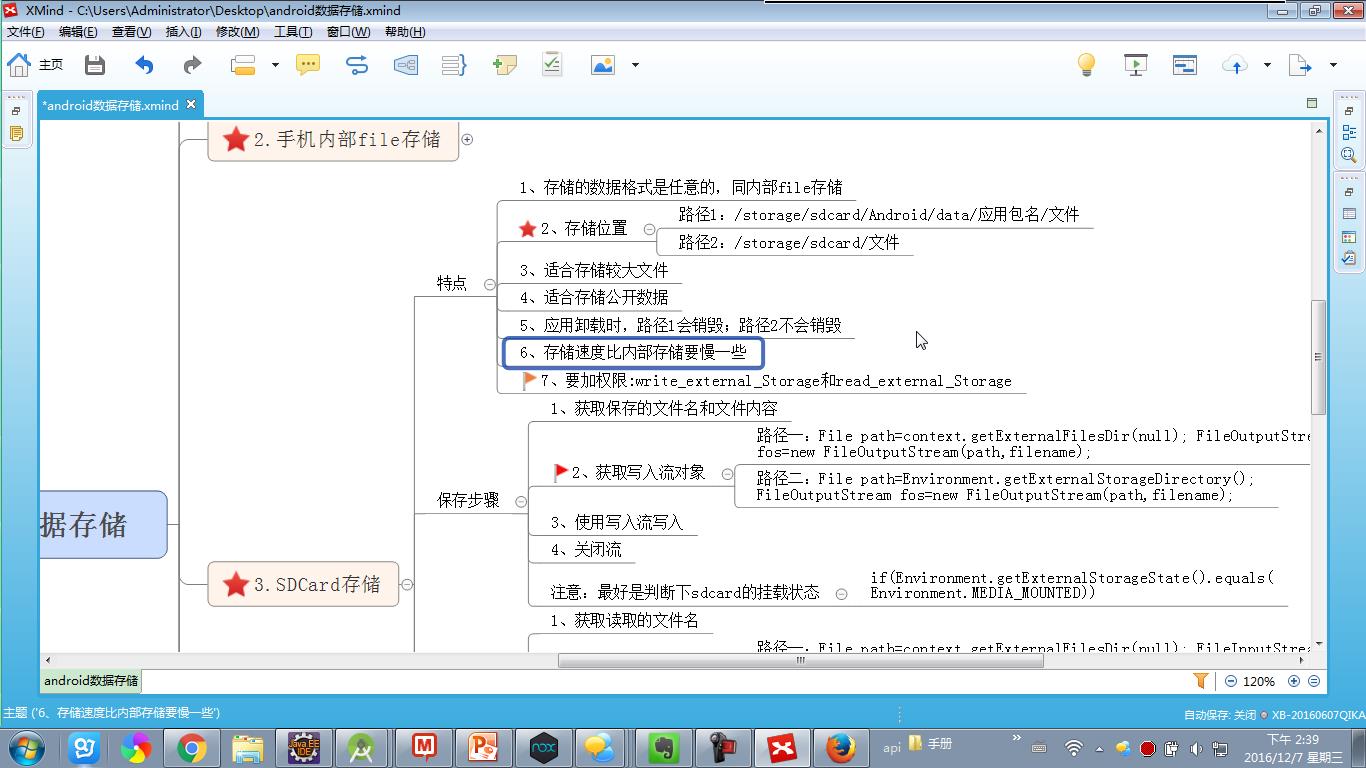 XMind - C:\Users\Administrator\Desktop\android数据存储.xmind
文件(F) 编辑(E) 查看(V) 插入(I) 修改(M) 工具(T) 窗口(W) 帮助(H)
主页
*android数据存储.xmind
2.手机内部file存储
1、存储的数据格式是任意的，同内部file存储
2、存储位置
路径1：/storage/sdcard/Android/data/应用包名/文件
路径2：/storage/sdcard/文件
3、适合存储较大文件
特点
4、适合存储公开数据
5、应用卸载时，路径1会销毁；路径2不会销毁
6、存储速度比内部存储要慢一些
7、要加权限:write_external_Storage和read_external_Storage
1、获取保存的文件名和文件内容
路径一：File path=context.getExternalFilesDir(null); FileOutputStre
fos=new FileOutputStream(path,filename);
2、获取写入流对象
路径二：File path=Environment.getExternalStorageDirectory();
FileOutputStream fos=new FileOutputStream(path,filename);
保存步骤
3、使用写入流写入
4、关闭流
据存储
3.SDCard存储
注意：最好是判断下sdcard的挂载状态
if(Environment.getExternalStorageState().equals(
Environment.MEDIA_MOUNTED))
1、获取读取的文件名
路径一：File path=context.getExternalFilesDir(null); FileInputStrea
android数据存储
120%
主题 ('6、存储速度比内部存储要慢一些')
自动保存: 关闭
XB-20160607QIKA
api
手册
下午 2:39
2016/12/7 星期三